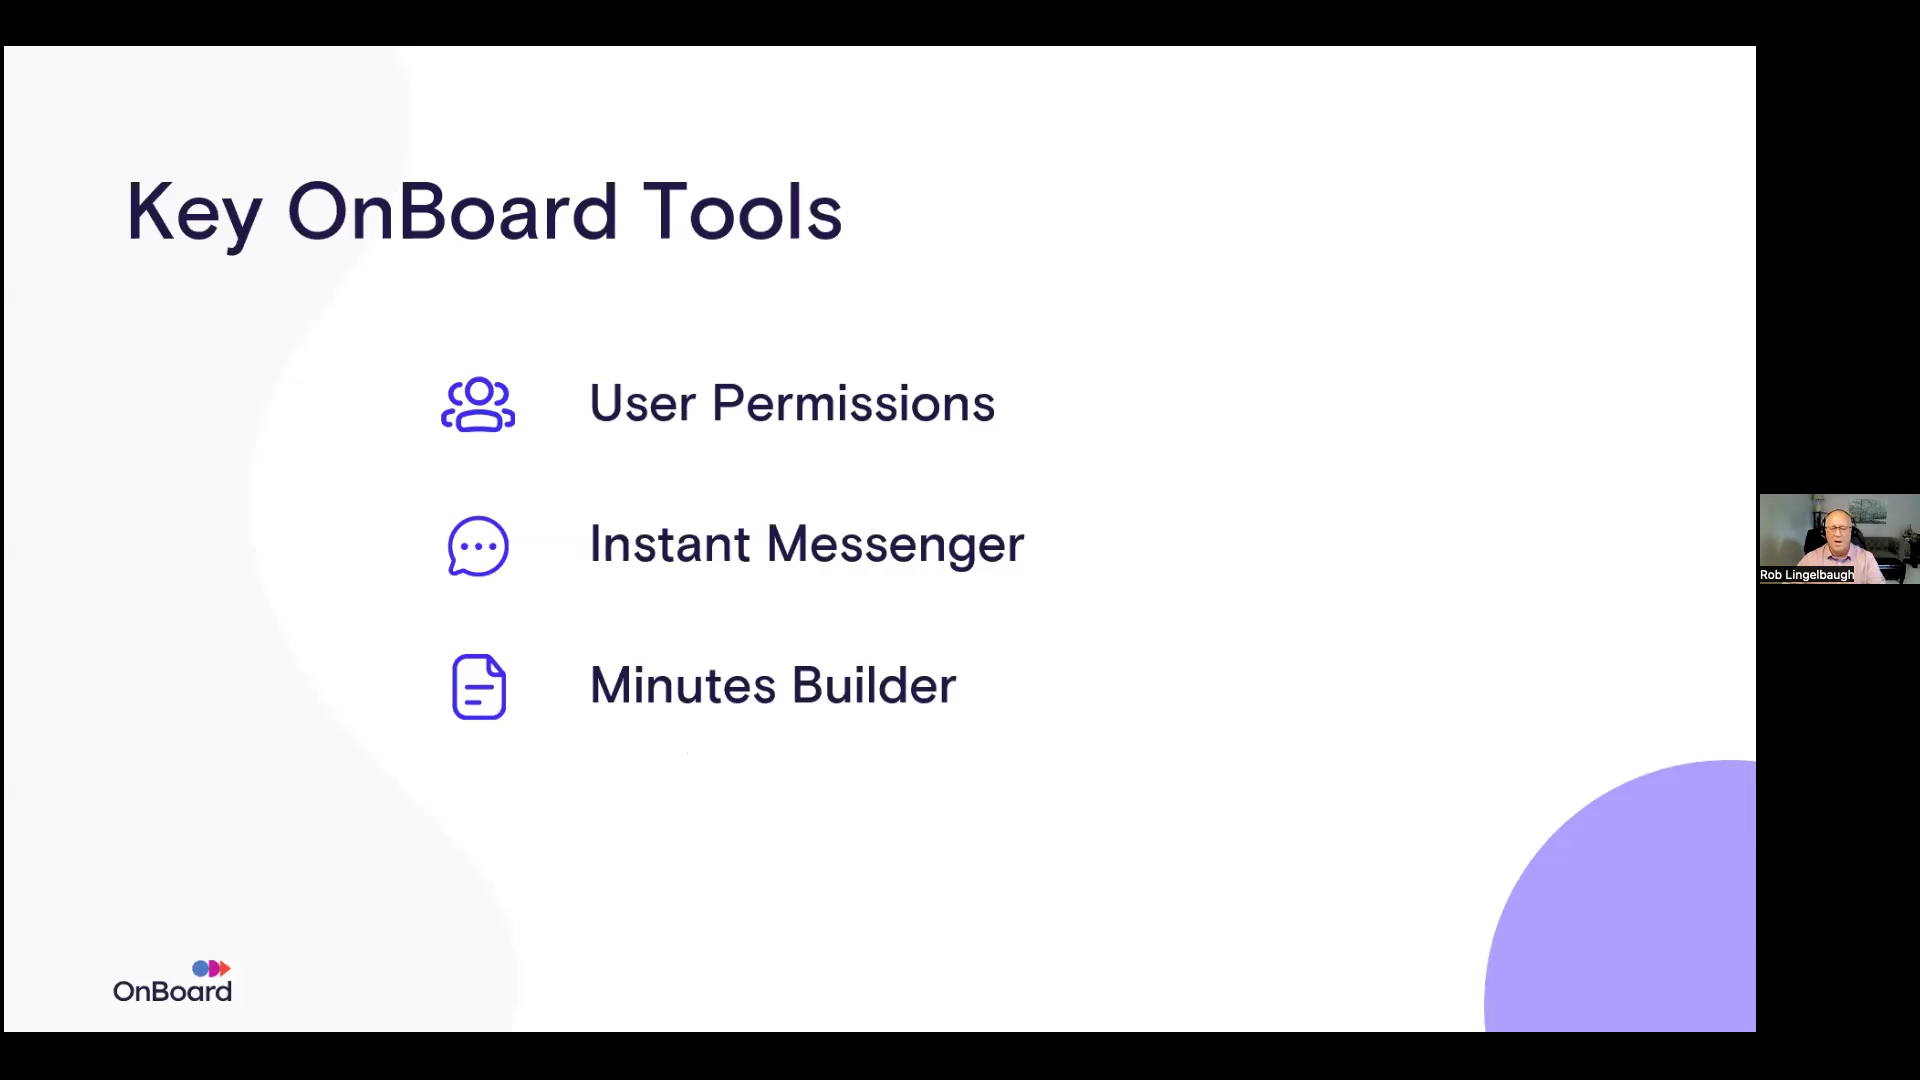 Key OnBoard Tools
User Permissions
Instant Messenger
Minutes Builder
OnBoard
Rob Lingelbaugh